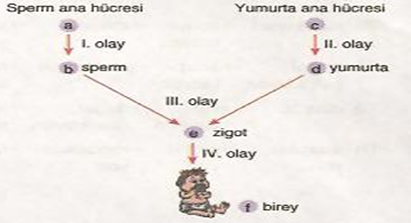 Sperm ana hücresi
Yumurta ana hücresi
a
c
I. olay
II. olay
b sperm
d yumurta
III. olay
e zigot
IV. olay
f birey